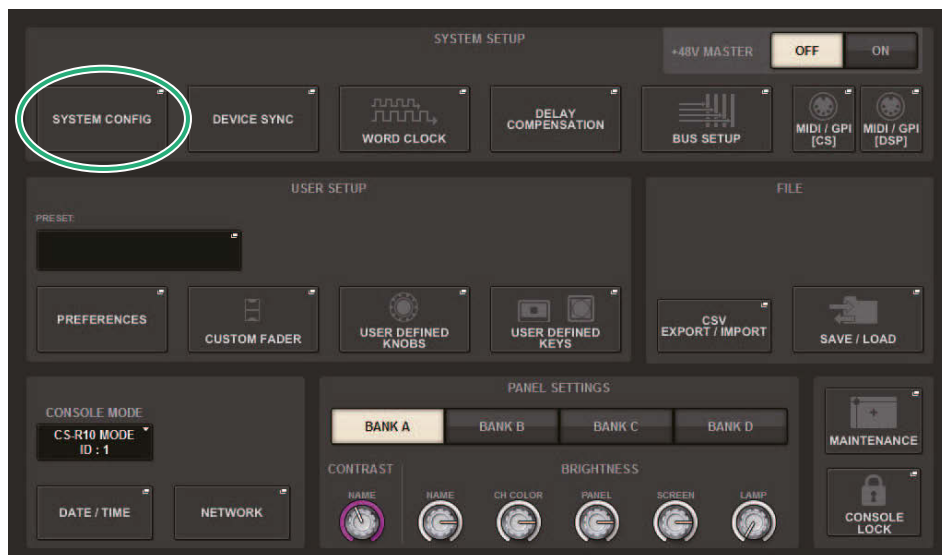 SYSTEM SETUP
+48V MASTER
OFF
ON
SYSTEM CONFIG
DEVICE SYNC
WORD CLOCK
DELAY
COMPENSATION
BUS SETUP
MIDI / GPI
[CS]
MIDI / GPI
[DSP]
USER SETUP
PRESET:
PREFERENCES
CUSTOM FADER
USER DEFINED
KNOBS
USER DEFINED
KEYS
FILE
CSV
EXPORT / IMPORT
SAVE / LOAD
CONSOLE MODE
CS-R10 MODE
ID : 1
DATE / TIME
NETWORK
PANEL SETTINGS
BANK A
BANK B
BANK C
BANK D
CONTRAST
BRIGHTNESS
NAME
NAME
CH COLOR
PANEL
SCREEN
LAMP
MAINTENANCE
CONSOLE
LOCK